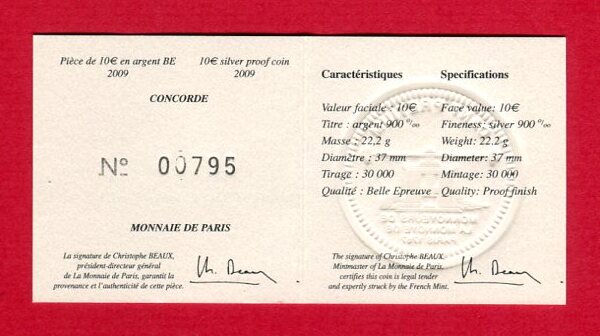 Pièce de 10€ en argent BE
2009
10€ silver proof coin
2009
CONCORDE
Nº 00795
MONNAIE DE PARIS
La signature de Christophe BEAUX,
président-directeur général
de La Monnaie de Paris, garantit la
provenance et l'authenticité de cette pièce.
Ch. Beaux
Caractéristiques
Valeur faciale : 10€
Titre : argent 900 °/°°
Masse : 22,2 g
Diamètre : 37 mm
Tirage : 30 000
Qualité : Belle Epreuve
Specifications
Face value: 10€
Fineness: silver 900 °/°°
Weight: 22,2 g
Diameter: 37 mm
Mintage: 30 000
Quality: Proof finish
The signature of Christophe BEAUX,
Mintmaster of La Monnaie de Paris,
certifies this coin is legal tender
and expertly struck by the French Mint.
Ch. Beaux